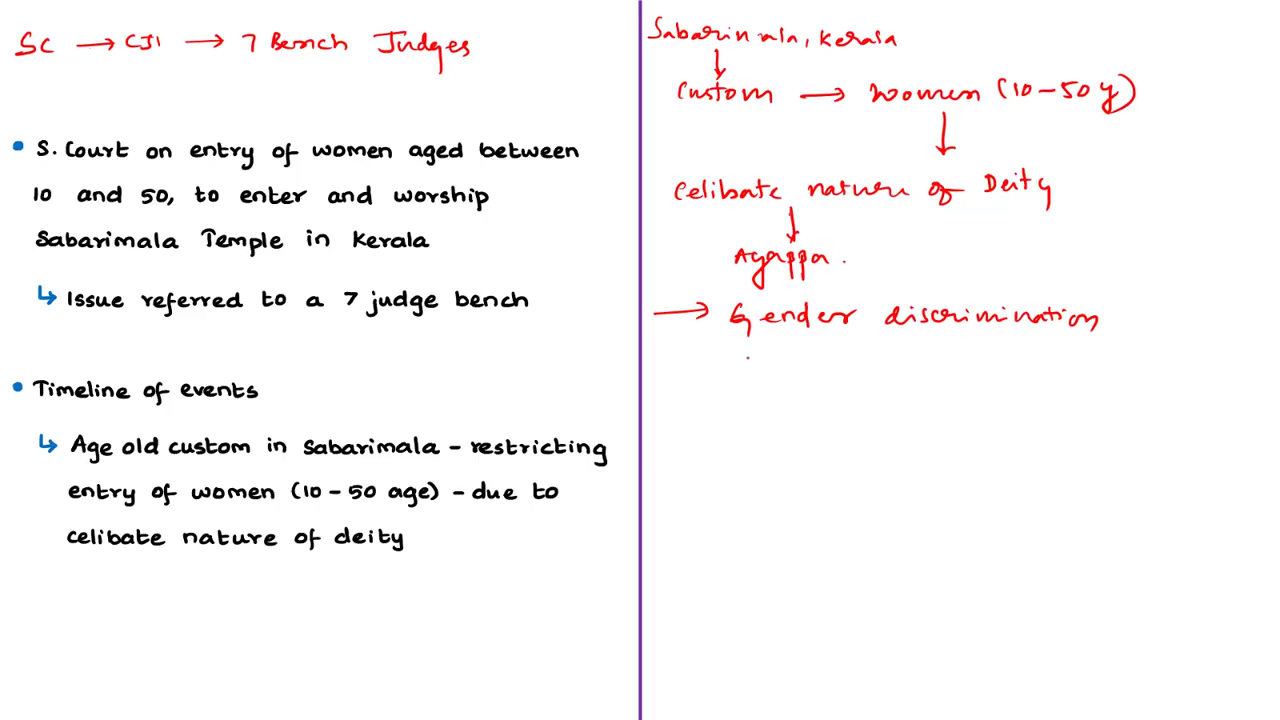 SC → CJI → 7 Bench Judges
• S. Court on entry of women aged between
10 and 50, to enter and worship
Sabarimala Temple in Kerala
↳ Issue referred to a 7 judge bench
• Timeline of events
↳ Age old custom in Sabarimala - restricting
entry of women (10 - 50 age) - due to
celibate nature of deity
Sabarimala, Kerala
↓
Custom → Women (10-50 y)
↓
Celibate nature of Deity
↓
Ayappa.
→ Gender discrimination